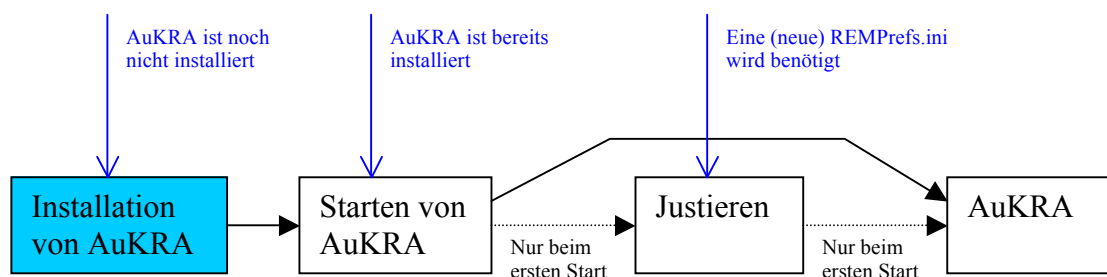 AuKRA ist noch
nicht installiert
AuKRA ist bereits
installiert
Eine (neue) REMPrefs.ini
wird benötigt
Installation
von AuKRA
Starten von
AuKRA
Nur beim
ersten Start
Justieren
Nur beim
ersten Start
AuKRA